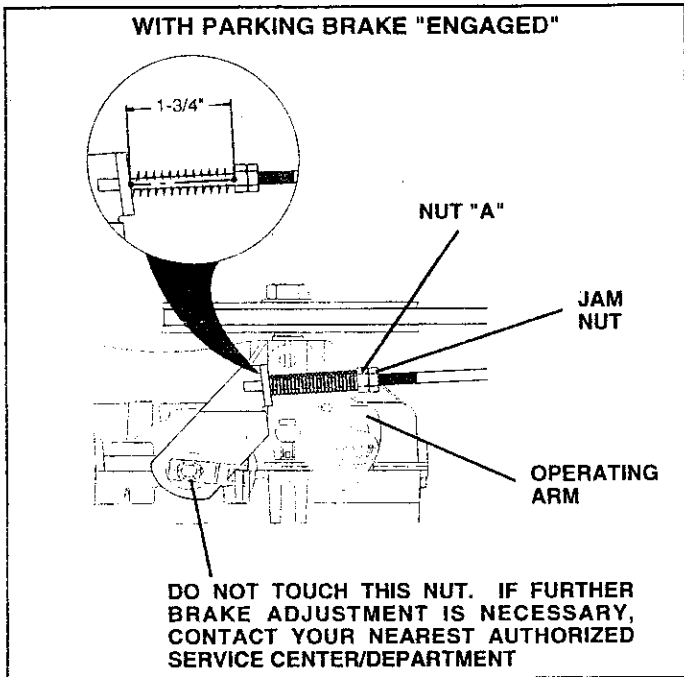 WITH PARKING BRAKE "ENGAGED"
1-3/4"
NUT "A"
JAM
NUT
OPERATING
ARM
DO NOT TOUCH THIS NUT. IF FURTHER
BRAKE ADJUSTMENT IS NECESSARY,
CONTACT YOUR NEAREST AUTHORIZED
SERVICE CENTER/DEPARTMENT